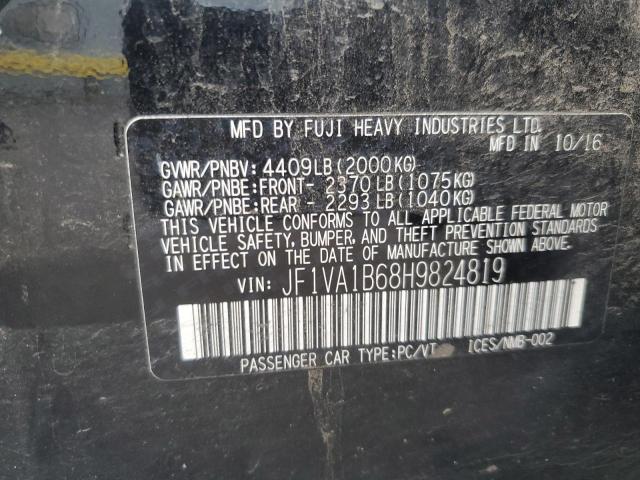 MFD BY FUJI HEAVY INDUSTRIES LTD.
MFD IN 10/16
GVWR/PNBV: 4409LB (2000KG)
GAWR/PNBE:FRONT- 2370LB (1075KG)
GAWR/PNBE:REAR - 2293LB (1040KG)
THIS VEHICLE CONFORMS TO ALL APPLICABLE FEDERAL MOTOR
VEHICLE SAFETY, BUMPER, AND THEFT PREVENTION STANDARDS
IN EFFECT ON THE DATE OF MANUFACTURE SHOWN ABOVE.
VIN: JF1VA1B68H9824819
PASSENGER CAR TYPE:PC/VT ICES/NMB-002